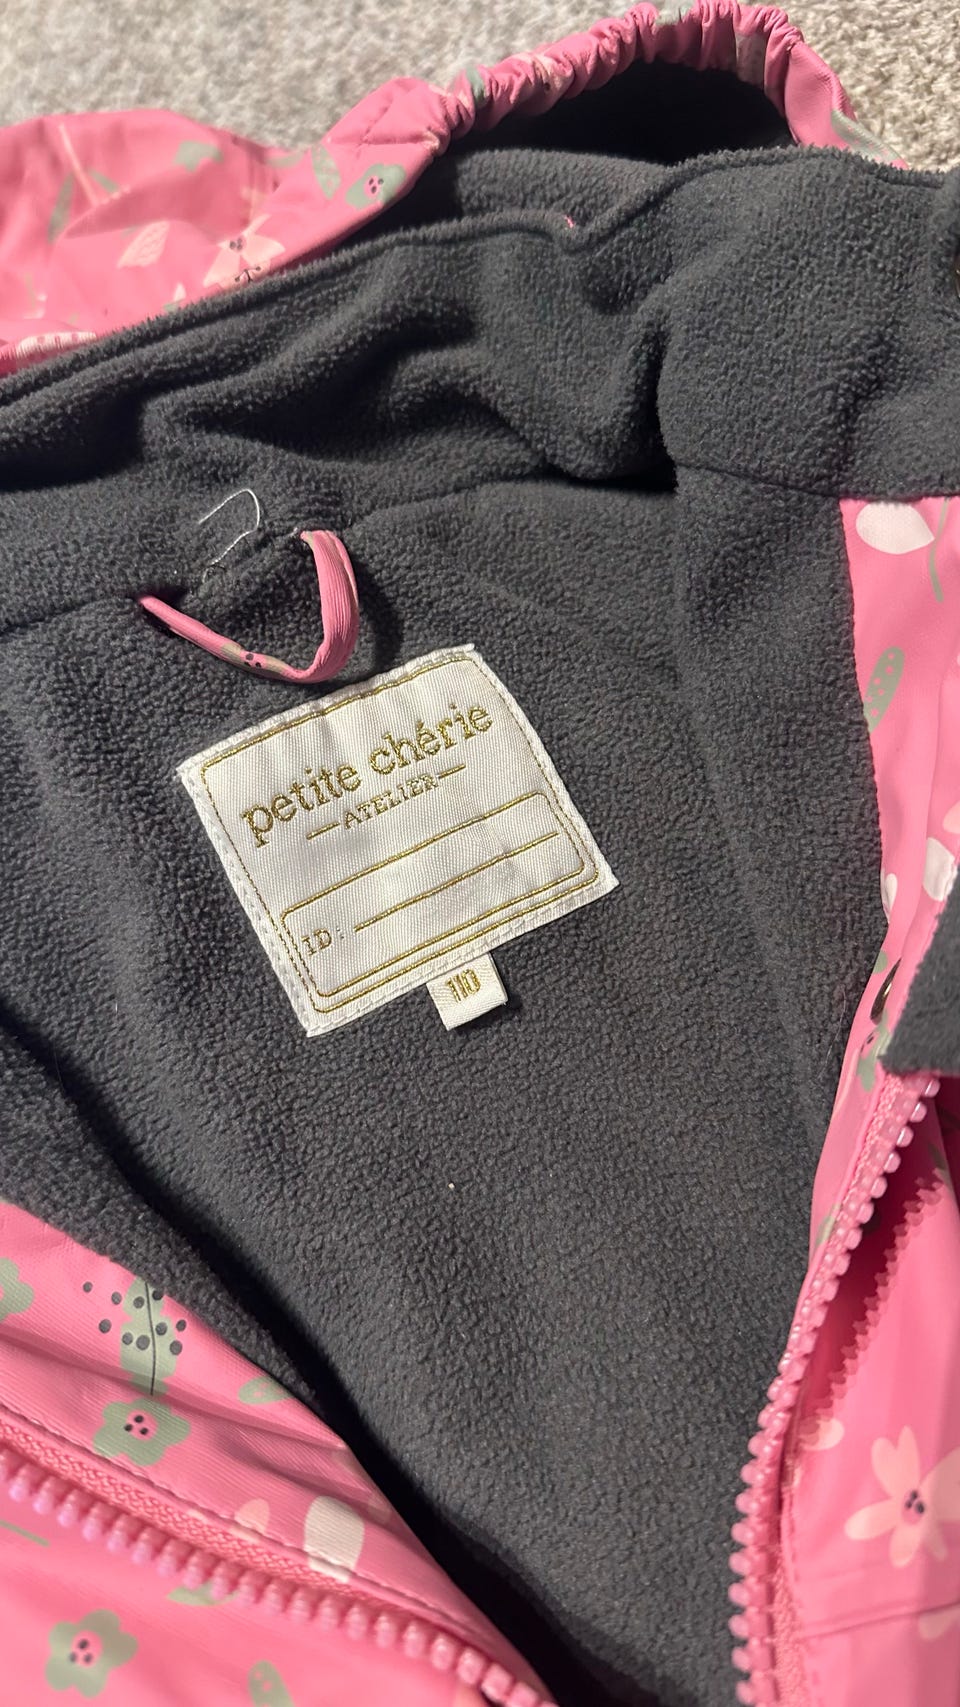 petite chérie
ATELIER
ID:
110